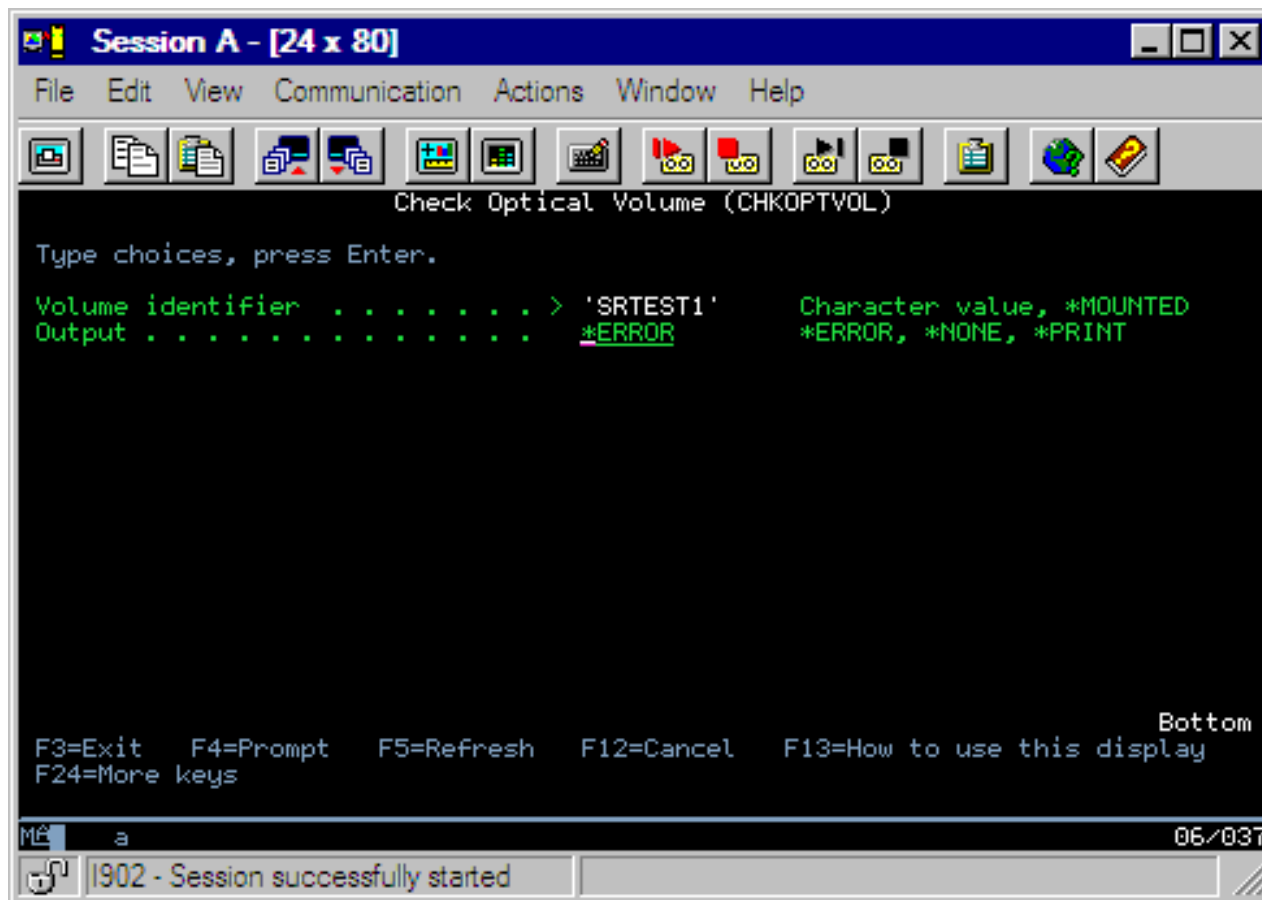 Session A - [24 x 80]
File Edit View Communication Actions Window Help
Check Optical Volume (CHKOPTVOL)
Type choices, press Enter.
Volume identifier . . . . . . . > 'SRTEST1' Character value, *MOUNTED
Output . . . . . . . . . . . . . *ERROR *ERROR, *NONE, *PRINT
Bottom
F3=Exit F4=Prompt F5=Refresh F12=Cancel F13=How to use this display
F24=More keys
a 06/037
I902 - Session successfully started